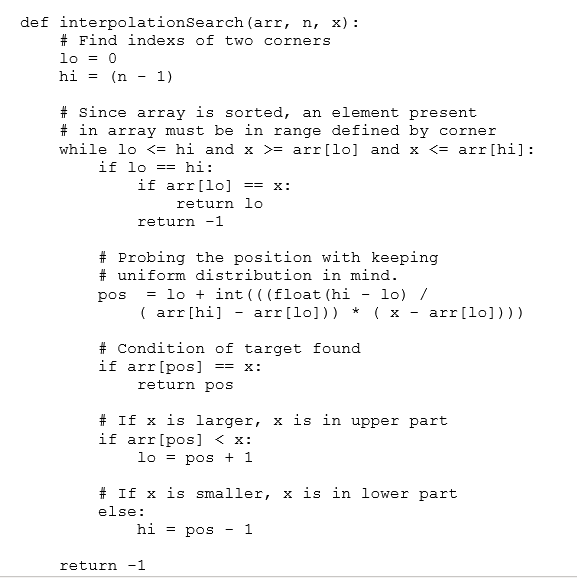 def interpolationSearch(arr, n, x):
    # Find indexs of two corners
    lo = 0
    hi = (n - 1)

    # Since array is sorted, an element present
    # in array must be in range defined by corner
    while lo <= hi and x >= arr[lo] and x <= arr[hi]:
        if lo == hi:
            if arr[lo] == x:
                return lo
            return -1

        # Probing the position with keeping
        # uniform distribution in mind.
        pos  = lo + int(((float(hi - lo) /
            ( arr[hi] - arr[lo])) * ( x - arr[lo])))

        # Condition of target found
        if arr[pos] == x:
            return pos

        # If x is larger, x is in upper part
        if arr[pos] < x:
            lo = pos + 1

        # If x is smaller, x is in lower part
        else:
            hi = pos - 1

    return -1